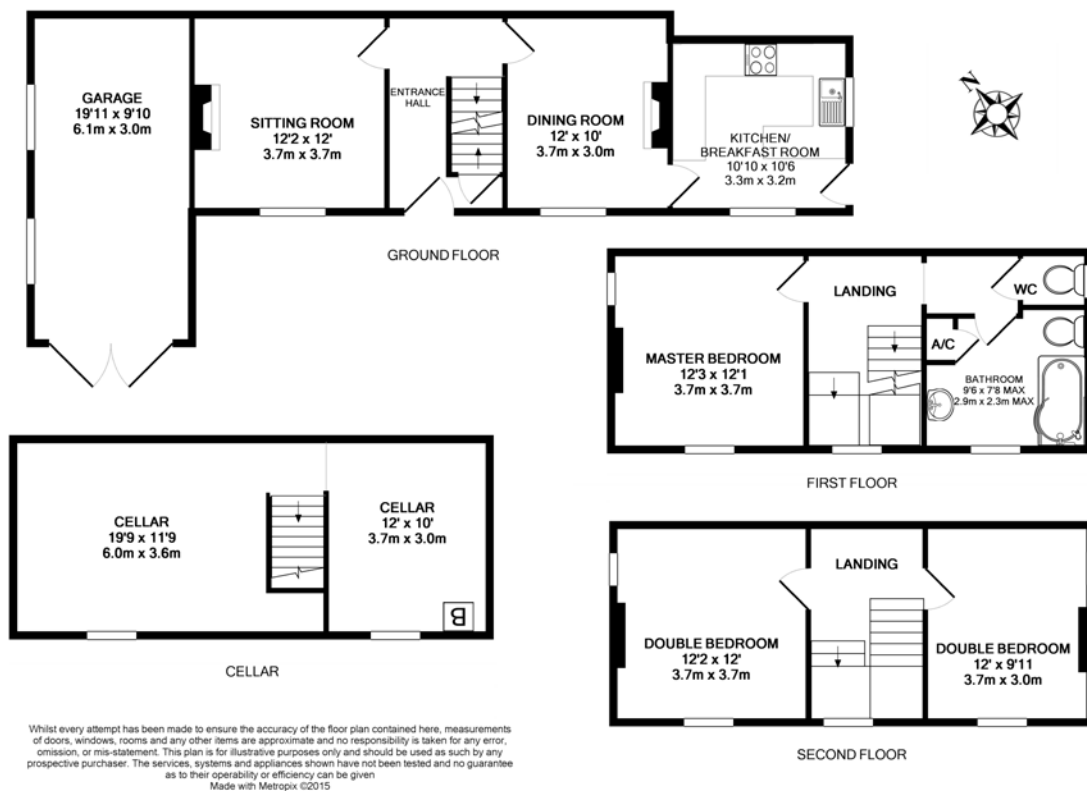 GARAGE
19'11 x 9'10
6.1m x 3.0m
SITTING ROOM
12'2 x 12'
3.7m x 3.7m
ENTRANCE
HALL
DINING ROOM
12' x 10'
3.7m x 3.0m
KITCHEN/
BREAKFAST ROOM
10'10 x 10'6
3.3m x 3.2m
N
GROUND FLOOR
MASTER BEDROOM
12'3 x 12'1
3.7m x 3.7m
LANDING
WC
A/C
BATHROOM
9'6 x 7'8 MAX
2.9m x 2.3m MAX
FIRST FLOOR
CELLAR
19'9 x 11'9
6.0m x 3.6m
CELLAR
12' x 10'
3.7m x 3.0m
B
CELLAR
DOUBLE BEDROOM
12'2 x 12'
3.7m x 3.7m
LANDING
DOUBLE BEDROOM
12' x 9'11
3.7m x 3.0m
SECOND FLOOR
Whilst every attempt has been made to ensure the accuracy of the floor plan contained here, measurements
of doors, windows, rooms and any other items are approximate and no responsibility is taken for any error,
omission, or mis-statement. This plan is for illustrative purposes only and should be used as such by any
prospective purchaser. The services, systems and appliances shown have not been tested and no guarantee
as to their operability or efficiency can be given
Made with Metropix ©2015